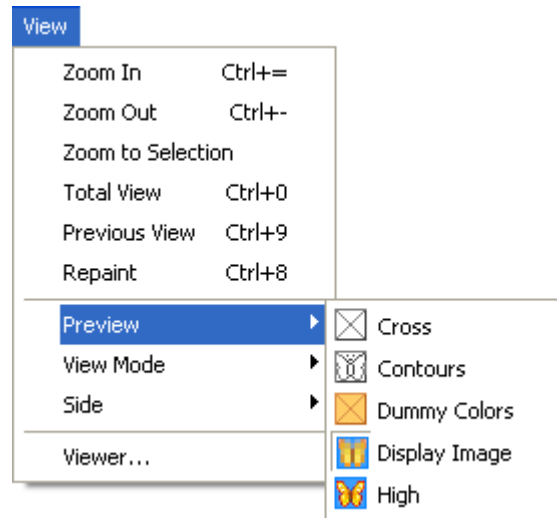 View
Zoom In Ctrl+=
Zoom Out Ctrl+-
Zoom to Selection
Total View Ctrl+0
Previous View Ctrl+9
Repaint Ctrl+8
Preview
View Mode
Side
Viewer...
Cross
Contours
Dummy Colors
Display Image
High